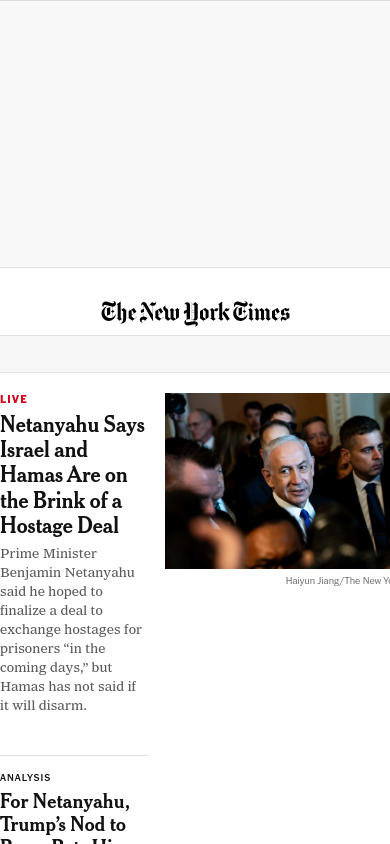 The New York Times
LIVE
Netanyahu Says
Israel and
Hamas Are on
the Brink of a
Hostage Deal
Prime Minister
Benjamin Netanyahu
said he hoped to
finalize a deal to
exchange hostages for
prisoners “in the
coming days,” but
Hamas has not said if
it will disarm.
Haiyun Jiang/The New Yo
ANALYSIS
For Netanyahu,
Trump’s Nod to